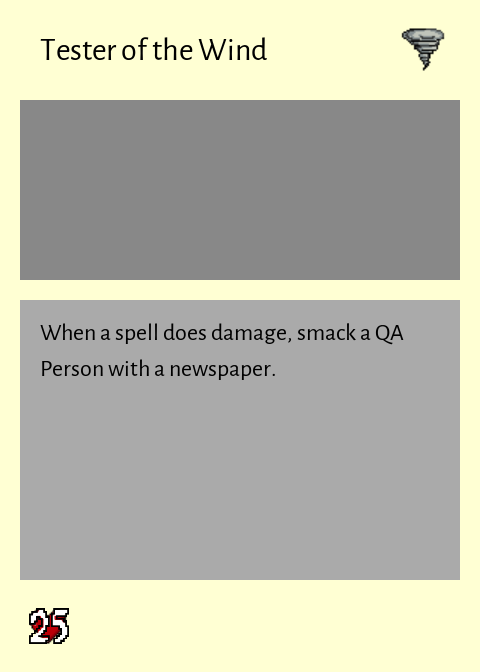 Tester of the Wind
When a spell does damage, smack a QA
Person with a newspaper.
25